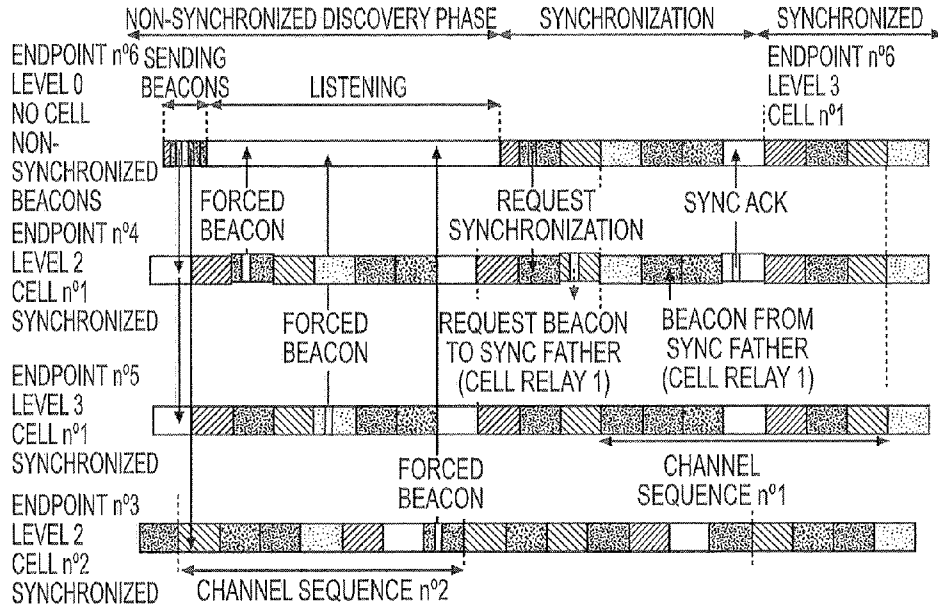 NON-SYNCHRONIZED DISCOVERY PHASE
SYNCHRONIZATION
SYNCHRONIZED
ENDPOINT nº6
LEVEL 0
NO CELL
NON-
SYNCHRONIZED
BEACONS
SENDING
BEACONS
LISTENING
ENDPOINT nº6
LEVEL 3
CELL nº1
FORCED
BEACON
REQUEST
SYNCHRONIZATION
SYNC ACK
ENDPOINT nº4
LEVEL 2
CELL nº1
SYNCHRONIZED
FORCED
BEACON
REQUEST BEACON
TO SYNC FATHER
(CELL RELAY 1)
BEACON FROM
SYNC FATHER
(CELL RELAY 1)
ENDPOINT nº5
LEVEL 3
CELL nº1
SYNCHRONIZED
FORCED
BEACON
CHANNEL
SEQUENCE nº1
ENDPOINT nº3
LEVEL 2
CELL nº2
SYNCHRONIZED
CHANNEL SEQUENCE nº2